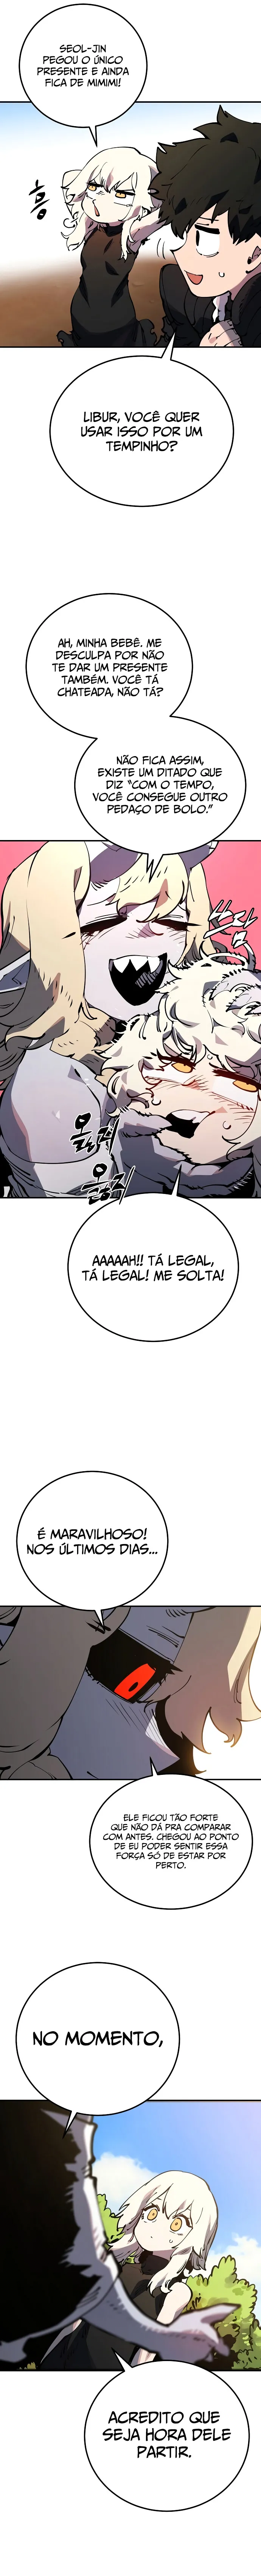 SEOL-JIN
PEGOU O ÚNICO
PRESENTE E AINDA
FICA DE MIMIMI!
흥
LIBUR, VOCÊ QUER
USAR ISSO POR UM
TEMPINHO?
AH, MINHA BEBÊ. ME
DESCULPA POR NÃO
TE DAR UM PRESENTE
TAMBÉM. VOCÊ TÁ
CHATEADA, NÃO TÁ?
NÃO FICA ASSIM,
EXISTE UM DITADO QUE
DIZ "COM O TEMPO,
VOCÊ CONSEGUE OUTRO
PEDAÇO DE BOLO."
AAAAAH!! TÁ LEGAL,
TÁ LEGAL! ME SOLTA!
É MARAVILHOSO!
NOS ÚLTIMOS DIAS...
ELE FICOU TÃO FORTE
QUE NÃO DÁ PRA COMPARAR
COM ANTES. CHEGOU AO PONTO
DE EU PODER SENTIR ESSA
FORÇA SÓ DE ESTAR POR
PERTO.
NO MOMENTO,
ACREDITO QUE
SEJA HORA DELE
PARTIR.